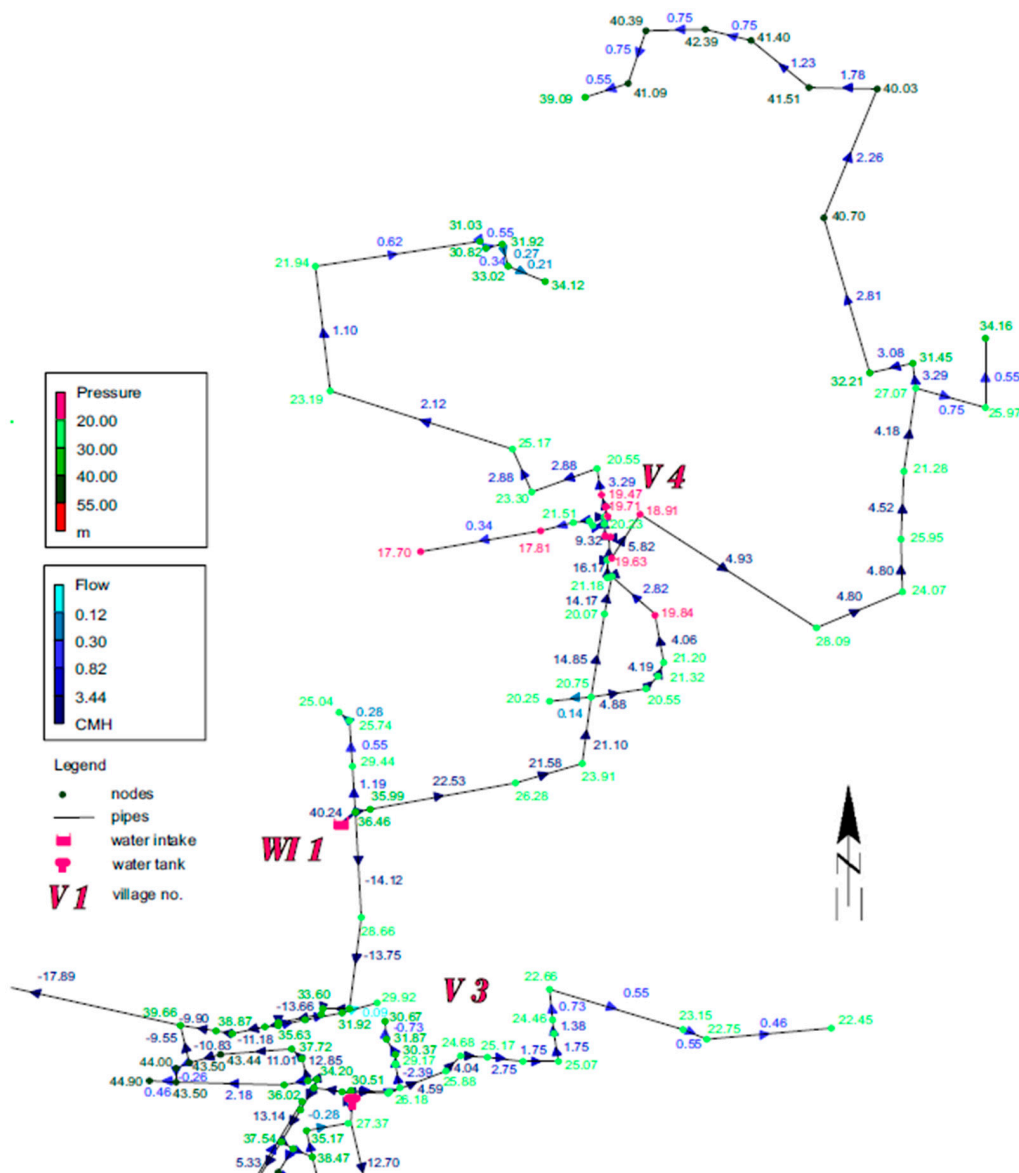 40.39 0.75 0.75
42.39 41.40
0.75 1.23
0.55 1.78
39.09 41.09 41.51 40.03
2.26
40.70
31.03 0.55 31.92
0.62 30.82 0.27
21.94 0.34 0.21
33.02 34.12
2.81
1.10
34.16
3.08 31.45
32.21 3.29 0.55
27.07
0.75 25.97
23.19
2.12
4.18
25.17
2.88 20.55
2.88 21.28
23.30 3.29 V 4
19.47
19.71 18.91
21.51 20.23 4.52
0.34 9.32 5.82
17.70 17.81 19.63 4.93 25.95
16.17
21.18 4.80
14.17 2.82 4.80 24.07
20.07 19.84
28.09
4.06
14.85 21.20
4.19
20.75 21.32
20.25 20.55
0.14 4.88
25.04 0.28
25.74
21.10
0.55
29.44 21.58
23.91
1.19 22.53
35.99 26.28
40.24
36.46
WI 1
-14.12
28.66
-13.75
Pressure
20.00
30.00
40.00
55.00
m
Flow
0.12
0.30
0.82
3.44
CMH
Legend
nodes
pipes
water intake
water tank
V 1 village no.
N
-17.89
33.60 29.92 V 3 22.66
-13.66 0.09 0.55
39.66 -9.90 38.87 31.92 30.67 0.73
-9.55 -11.18 35.63 -0.73 24.46 23.15
-10.83 37.72 31.87 1.38 22.75 0.46 22.45
43.44 11.01 12.85 30.37 24.68 25.17 0.55
44.00 43.50 29.17 1.75 1.75
34.20 -2.39 4.04 2.75 25.07
44.90 -0.26 30.51 4.59 25.88
0.46 43.50 2.18 36.02 26.18
13.14 -0.28 27.37
37.54 35.17
5.33 38.47 12.70